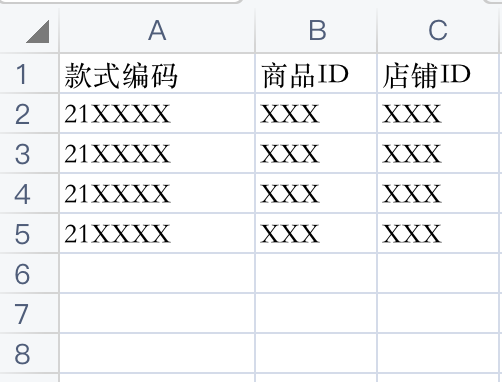 A B C
1 款式编码 商品ID 店铺ID
2 21XXXX XXX XXX
3 21XXXX XXX XXX
4 21XXXX XXX XXX
5 21XXXX XXX XXX
6
7
8